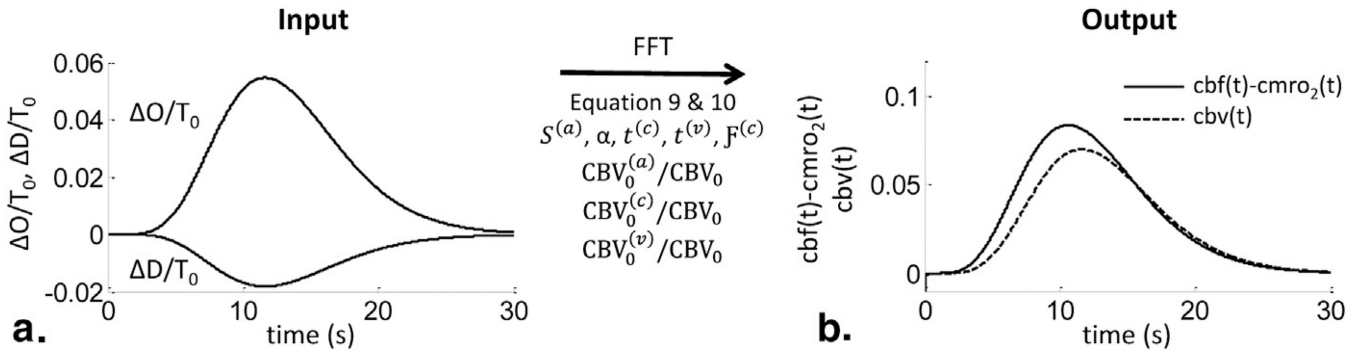 Input
ΔO/T₀, ΔD/T₀
0.06
0.04
0.02
0
-0.02
ΔO/T₀
ΔD/T₀
0
10
20
30
time (s)
a.
FFT
Equation 9 & 10
S⁽ᵃ⁾, α, t⁽ᶜ⁾, t⁽ᵛ⁾, Ƒ⁽ᶜ⁾
CBV₀⁽ᵃ⁾/CBV₀
CBV₀⁽ᶜ⁾/CBV₀
CBV₀⁽ᵛ⁾/CBV₀
Output
cbf(t)-cmro₂(t)
cbv(t)
0.1
0.05
0
cbf(t)-cmro₂(t)
cbv(t)
0
10
20
30
time (s)
b.